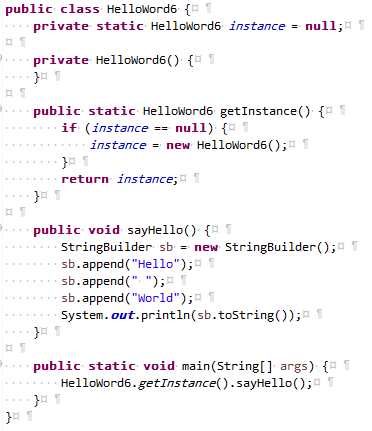 public class HelloWord6 {
    private static HelloWord6 instance = null;

    private HelloWord6() {
    }

    public static HelloWord6 getInstance() {
        if (instance == null) {
            instance = new HelloWord6();
        }
        return instance;
    }

    public void sayHello() {
        StringBuilder sb = new StringBuilder();
        sb.append("Hello");
        sb.append(" ");
        sb.append("World");
        System.out.println(sb.toString());
    }

    public static void main(String[] args) {
        HelloWord6.getInstance().sayHello();
    }
}